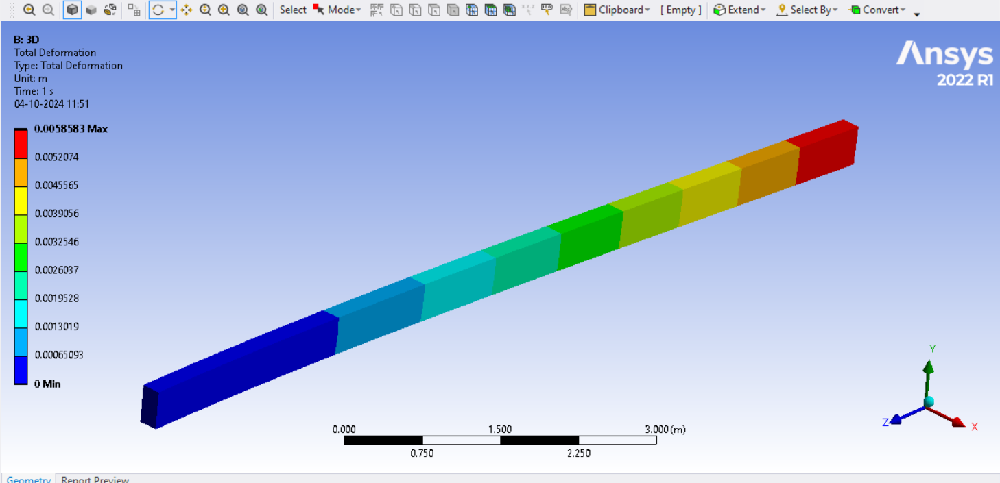 Select Mode Clipboard [ Empty ] Extend Select By Convert
B: 3D
Total Deformation
Type: Total Deformation
Unit: m
Time: 1 s
04-10-2024 11:51
Ansys
2022 R1
0.0058583 Max
0.0052074
0.0045565
0.0039056
0.0032546
0.0026037
0.0019528
0.0013019
0.00065093
0 Min
0.000 1.500 3.000 (m)
0.750 2.250
Y
Z
X
Geometry Report Preview